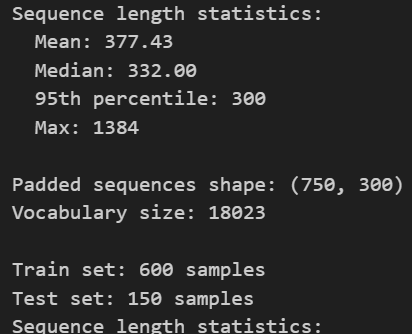 Sequence length statistics:
Mean: 377.43
Median: 332.00
95th percentile: 300
Max: 1384
Padded sequences shape: (750, 300)
Vocabulary size: 18023
Train set: 600 samples
Test set: 150 samples
Sequence length statistics: